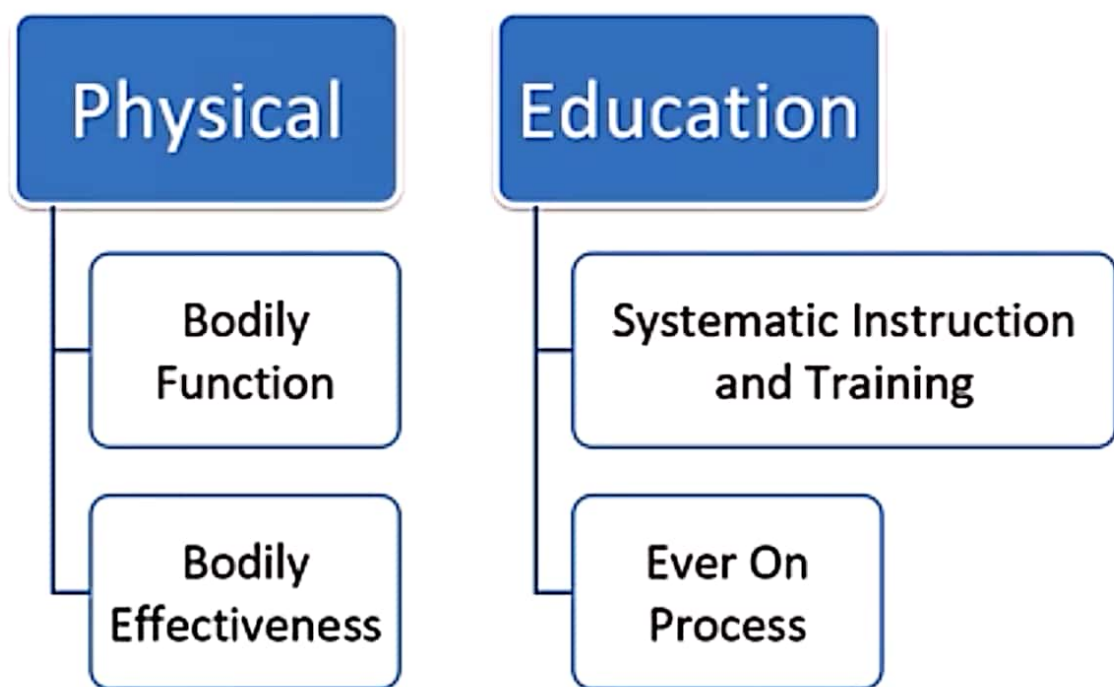 Physical
Bodily
Function
Bodily
Effectiveness
Education
Systematic Instruction
and Training
Ever On
Process